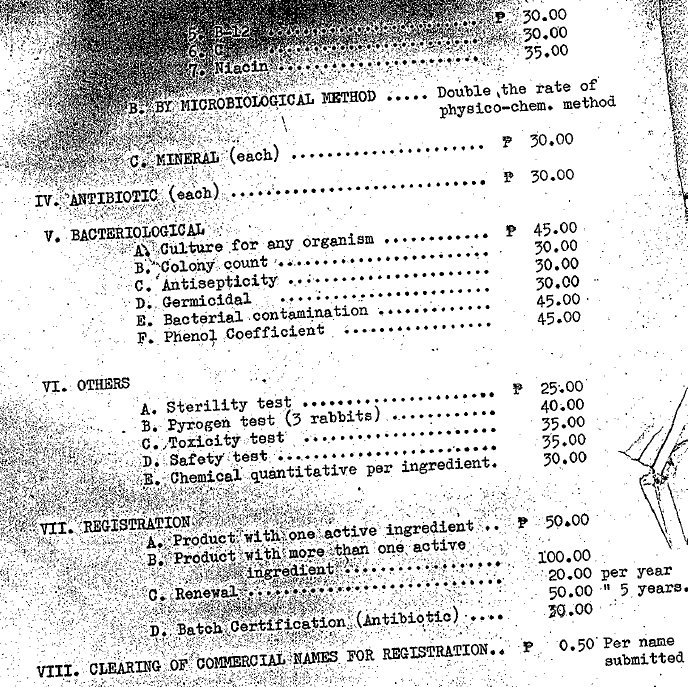 5. B-12 .................... ₱ 30.00
6. C .................... 30.00
7. Niacin .................... 35.00
B. BY MICROBIOLOGICAL METHOD ..... Double the rate of
physico-chem. method
C. MINERAL (each) .................... ₱ 30.00
IV. ANTIBIOTIC (each) .................... ₱ 30.00
V. BACTERIOLOGICAL
A. Culture for any organism ............ ₱ 45.00
B. Colony count .................... 30.00
C. Antisepticity .................... 30.00
D. Germicidal .................... 30.00
E. Bacterial contamination ............ 45.00
F. Phenol Coefficient ............ 45.00
VI. OTHERS
A. Sterility test .................... ₱ 25.00
B. Pyrogen test (3 rabbits) ............ 40.00
C. Toxicity test .................... 35.00
D. Safety test .................... 35.00
E. Chemical quantitative per ingredient. 30.00
VII. REGISTRATION
A. Product with one active ingredient .. ₱ 50.00
B. Product with more than one active
ingredient .................... 100.00
C. Renewal .................... 20.00 per year
50.00 " 5 years.
D. Batch Certification (Antibiotic) .... 30.00
VIII. CLEARING OF COMMERCIAL NAMES FOR REGISTRATION.. ₱ 0.50 Per name
submitted